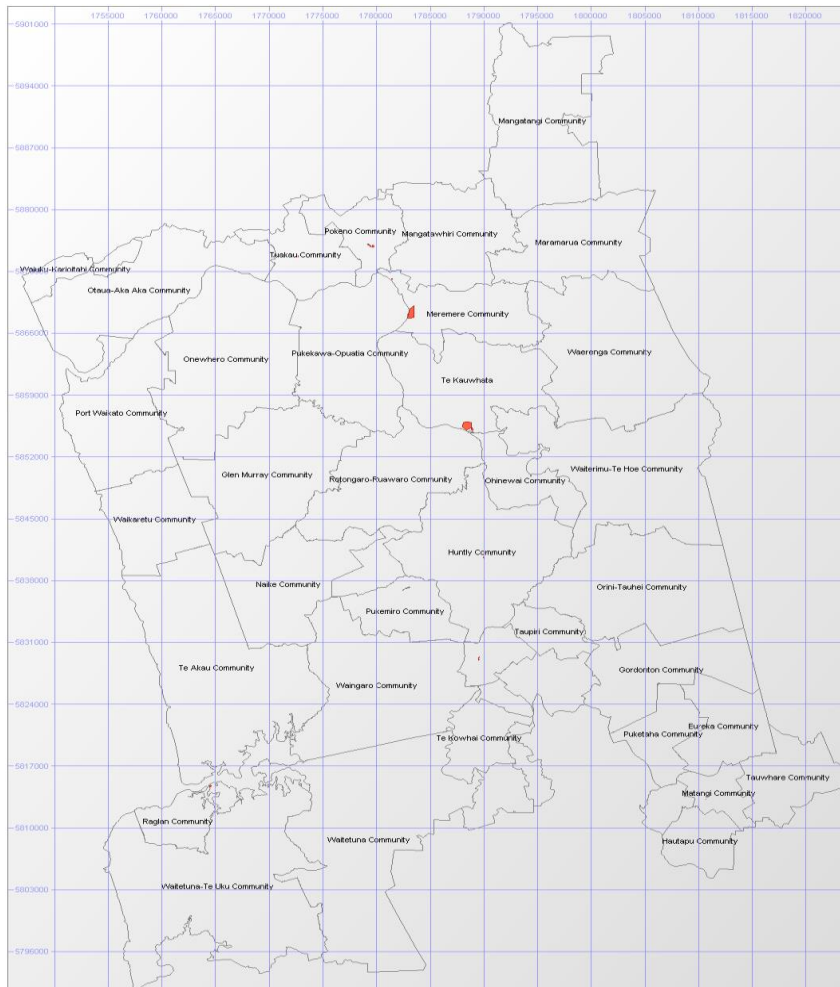 1755000 1760000 1765000 1770000 1775000 1780000 1785000 1790000 1795000 1800000 1805000 1810000 1815000 1820000
5901000
5894000
Mangatangi Community
5887000
5880000
Pokeno Community
Mangatawhiri Community
Maramarua Community
Tuakau Community
Waiuku-Karioitahi Community
Otaua-Aka Aka Community
Meremere Community
5866000
Onewhero Community
Pukekawa-Opuatia Community
Waerenga Community
Te Kauwhata
5859000
Port Waikato Community
5852000
Glen Murray Community
Rotongaro-Ruawaro Community
Ohinewai Community
Waiterimu-Te Hoe Community
5845000
Waikaretu Community
Huntly Community
5838000
Naike Community
Orini-Tauhei Community
Pukemiro Community
5831000
Taupiri Community
Te Akau Community
Gordonton Community
Waingaro Community
5824000
Te Kowhai Community
Puketaha Community
Eureka Community
5817000
Tauwhare Community
Matangi Community
5810000
Raglan Community
Waitetuna Community
Hautapu Community
5803000
Waitetuna-Te Uku Community
5796000